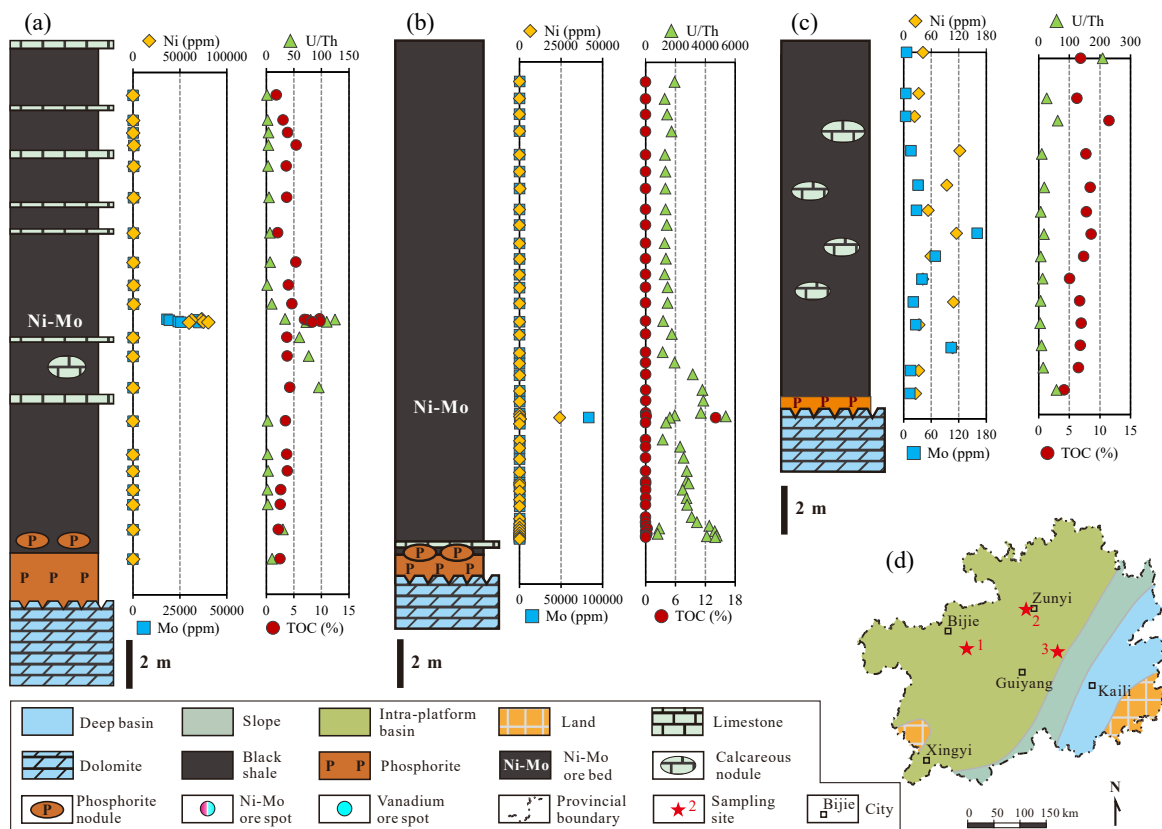 (a)
Ni (ppm)
U/Th
0 50000 100000
0 50 100 150
Ni-Mo
P P
P P P
0 25000 50000
0 5 10 15
Mo (ppm)
TOC (%)
2 m
(b)
Ni (ppm)
U/Th
0 25000 50000
0 2000 4000 6000
Ni-Mo
P P
P P P
0 50000 100000
0 6 12 18
Mo (ppm)
TOC (%)
2 m
(c)
Ni (ppm)
U/Th
0 60 120 180
0 100 200 300
P P P
0 60 120 180
0 5 10 15
Mo (ppm)
TOC (%)
2 m
(d)
Zunyi
2
Bijie
1
3
Guiyang
Kaili
Xingyi
N
0 50 100 150 km
Deep basin
Slope
Intra-platform
basin
Land
Limestone
Dolomite
Black
shale
P P
Phosphorite
Ni-Mo
Ni-Mo
ore bed
Calcareous
nodule
P
Phosphorite
nodule
Ni-Mo
ore spot
Vanadium
ore spot
Provincial
boundary
2
Sampling
site
Bijie
City